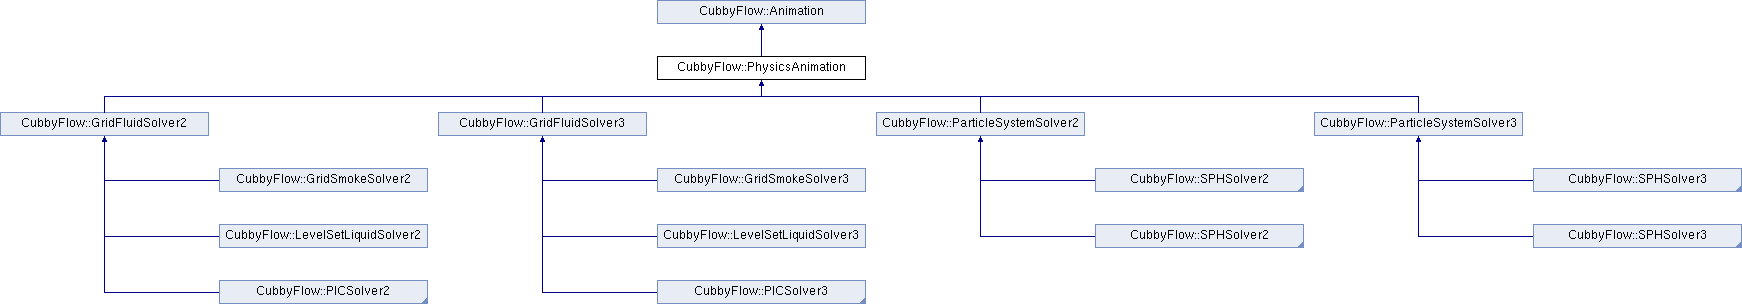 CubbyFlow::Animation
CubbyFlow::PhysicsAnimation
CubbyFlow::GridFluidSolver2
CubbyFlow::GridFluidSolver3
CubbyFlow::ParticleSystemSolver2
CubbyFlow::ParticleSystemSolver3
CubbyFlow::GridSmokeSolver2
CubbyFlow::GridSmokeSolver3
CubbyFlow::SPHSolver2
CubbyFlow::SPHSolver3
CubbyFlow::LevelSetLiquidSolver2
CubbyFlow::LevelSetLiquidSolver3
CubbyFlow::SPHSolver2
CubbyFlow::SPHSolver3
CubbyFlow::PICSolver2
CubbyFlow::PICSolver3